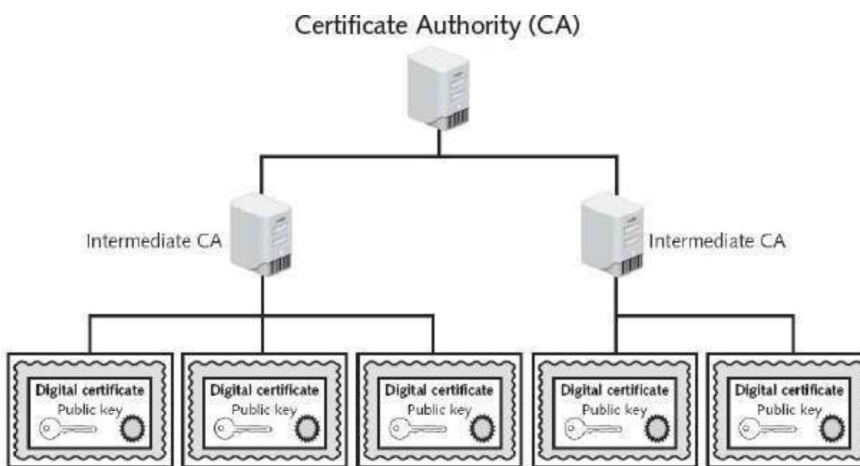 Certificate Authority (CA)
Intermediate CA
Intermediate CA
Digital certificate
Public key
Digital certificate
Public key
Digital certificate
Public key
Digital certificate
Public key
Digital certificate
Public key